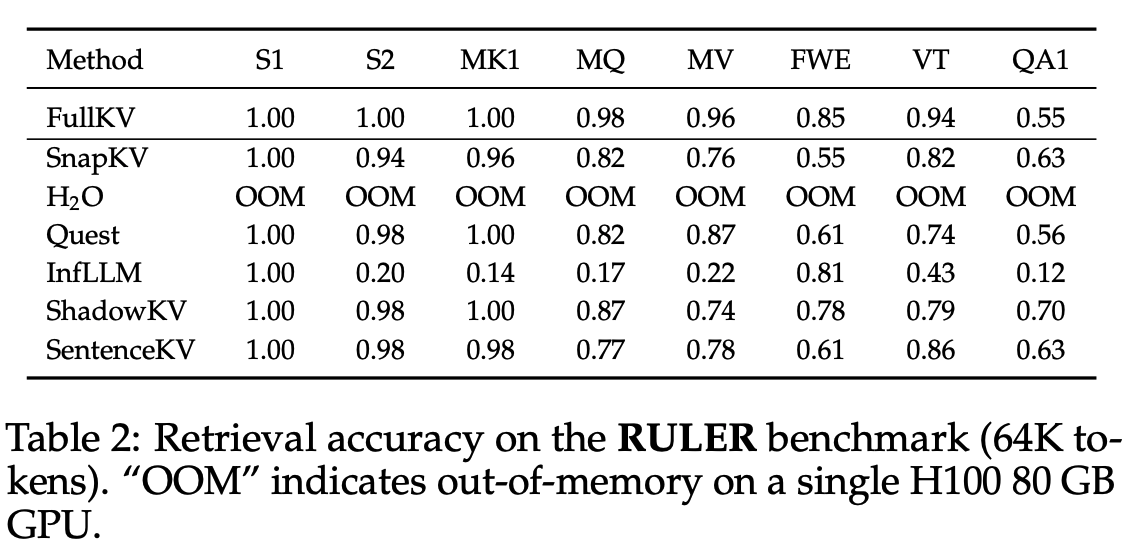 Method S1 S2 MK1 MQ MV FWE VT QA1
FullKV 1.00 1.00 1.00 0.98 0.96 0.85 0.94 0.55
SnapKV 1.00 0.94 0.96 0.82 0.76 0.55 0.82 0.63
H₂O OOM OOM OOM OOM OOM OOM OOM OOM
Quest 1.00 0.98 1.00 0.82 0.87 0.61 0.74 0.56
InfLLM 1.00 0.20 0.14 0.17 0.22 0.81 0.43 0.12
ShadowKV 1.00 0.98 1.00 0.87 0.74 0.78 0.79 0.70
SentenceKV 1.00 0.98 0.98 0.77 0.78 0.61 0.86 0.63
Table 2: Retrieval accuracy on the RULER benchmark (64K to-
kens). “OOM” indicates out-of-memory on a single H100 80 GB
GPU.